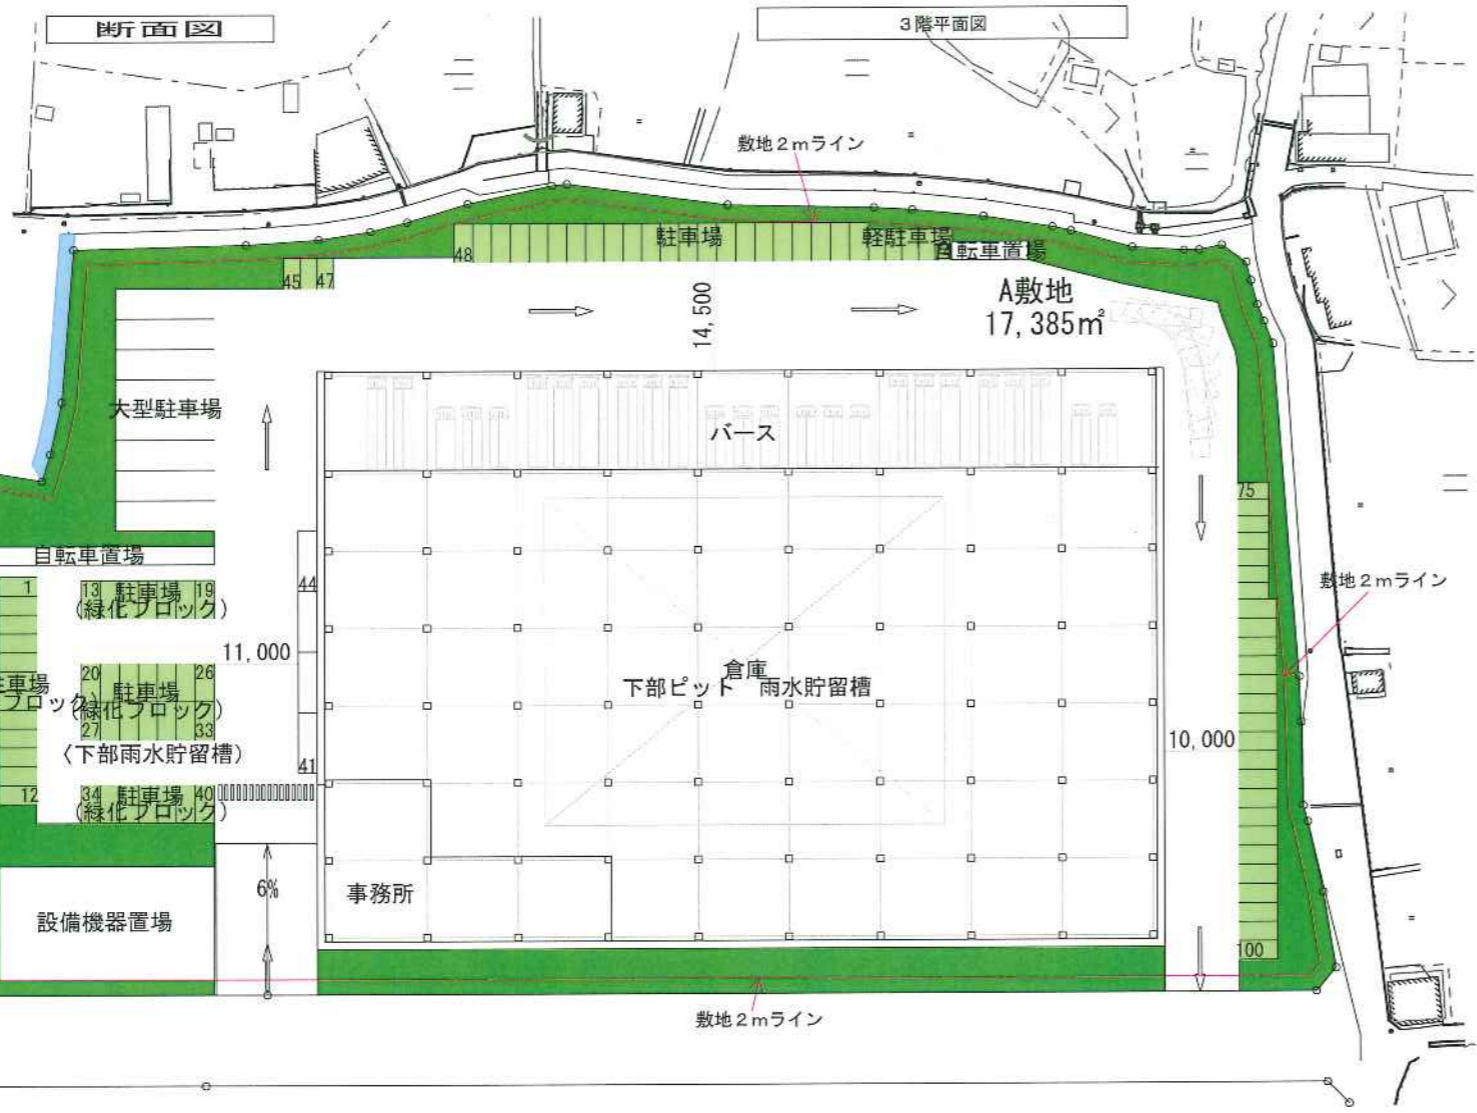 断面図
3階平面図
敷地2mライン
48
駐車場
軽駐車場
自転車置場
45
47
14,500
A敷地
17,385㎡
大型駐車場
バース
75
自転車置場
1
13
駐車場
19
(緑化ブロック)
44
敷地2mライン
11,000
20
26
駐車場
(緑化ブロック)
27
33
車場
ブロック)
倉庫
下部ピット 雨水貯留槽
〈下部雨水貯留槽〉
10,000
41
12
34
駐車場
40
(緑化ブロック)
6%
事務所
設備機器置場
100
敷地2mライン